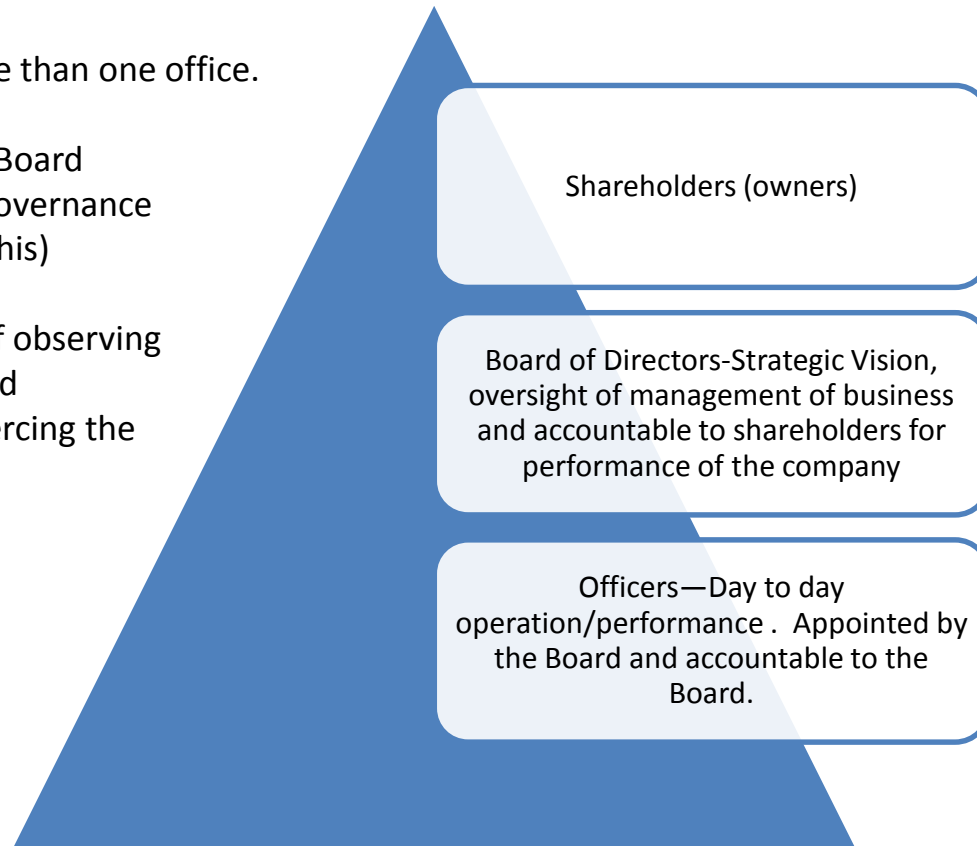 than one office.
Board
overnance
his)
observing
the
Shareholders (owners)
Board of Directors-Strategic Vision,
oversight of management of business
and accountable to shareholders for
performance of the company
Officers—Day to day
operation/performance . Appointed by
the Board and accountable to the
Board.